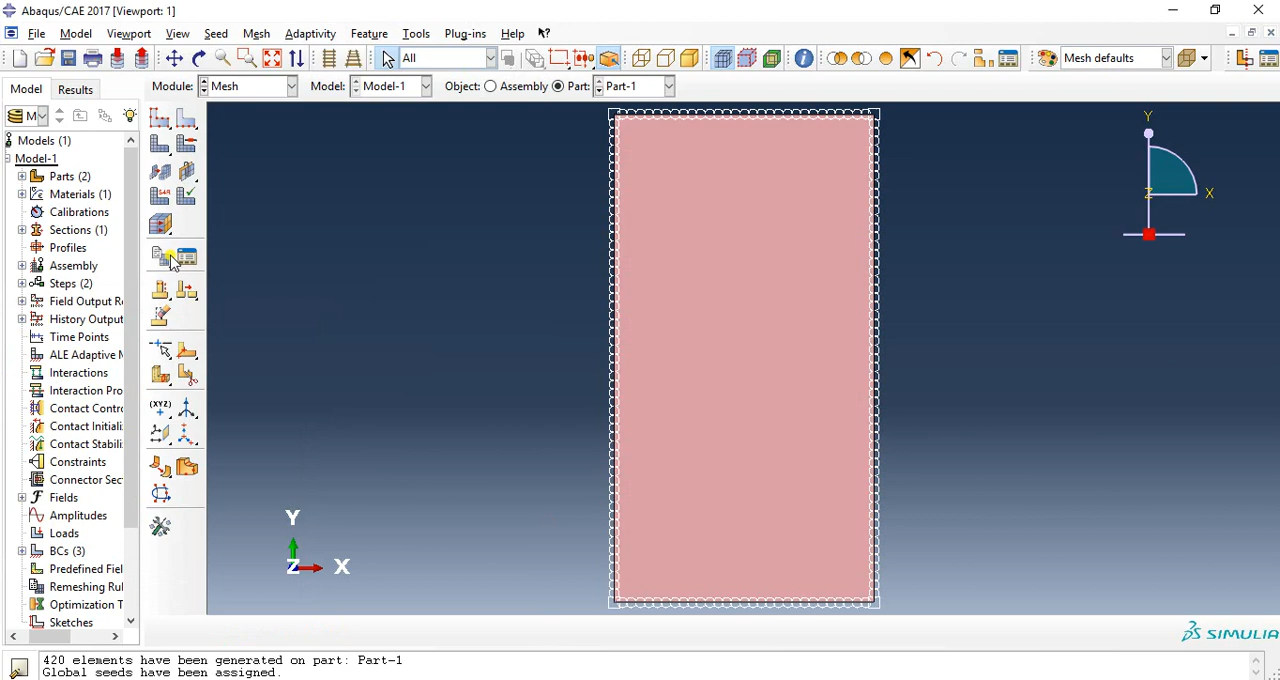 Abaqus/CAE 2017 [Viewport: 1]
File Model Viewport View Seed Mesh Adaptivity Feature Tools Plug-ins Help
All
Mesh defaults
Model Results
Module: Mesh Model: Model-1 Object: Assembly Part: Part-1
M
Models (1)
Model-1
Parts (2)
Materials (1)
Calibrations
Sections (1)
Profiles
Assembly
Steps (2)
Field Output Re
History Output
Time Points
ALE Adaptive M
Interactions
Interaction Pro
Contact Contro
Contact Initiali
Contact Stabili
Constraints
Connector Sec
Fields
Amplitudes
Loads
BCs (3)
Predefined Fiel
Remeshing Rul
Optimization T
Sketches
(XYZ)
Y
Z X
Y
Z X
SIMULIA
420 elements have been generated on part: Part-1
Global seeds have been assigned.